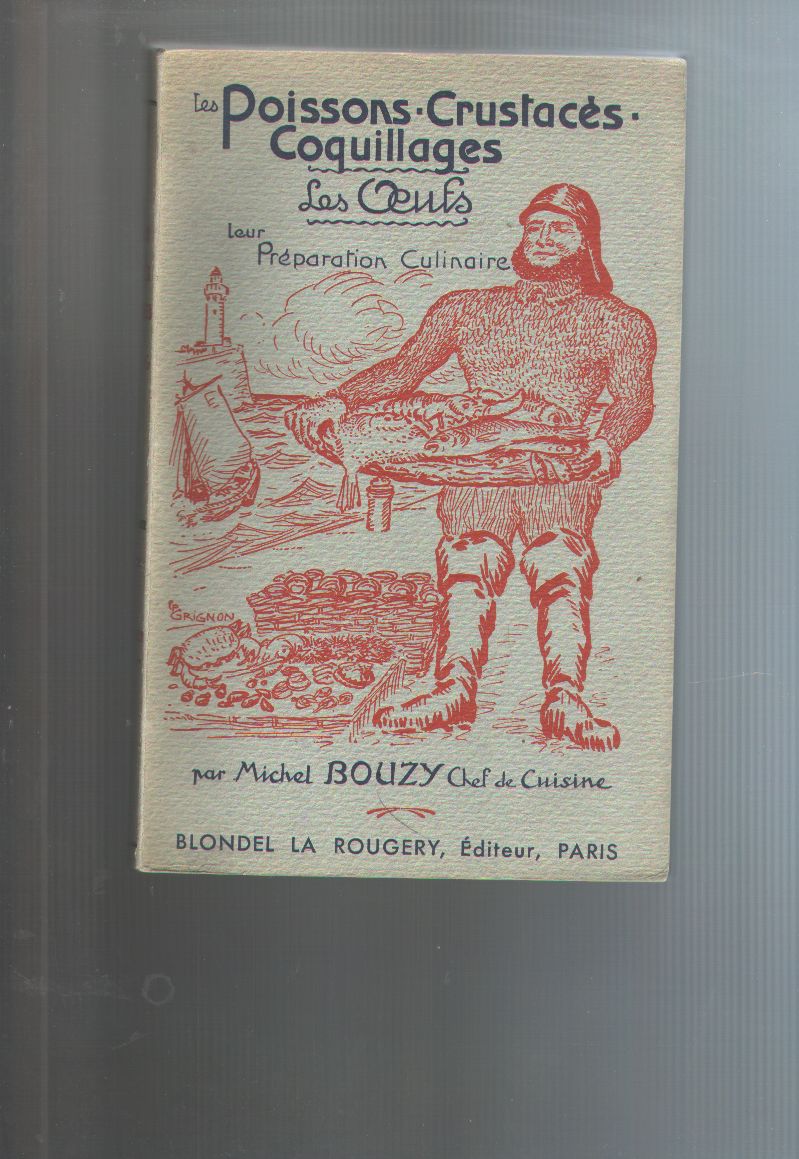 Les Poissons · Crustacés ·
Coquillages
Les Œufs
leur
Préparation Culinaire
P. GRIGNON
par Michel BOUZY Chef de Cuisine
BLONDEL LA ROUGERY, Éditeur, PARIS